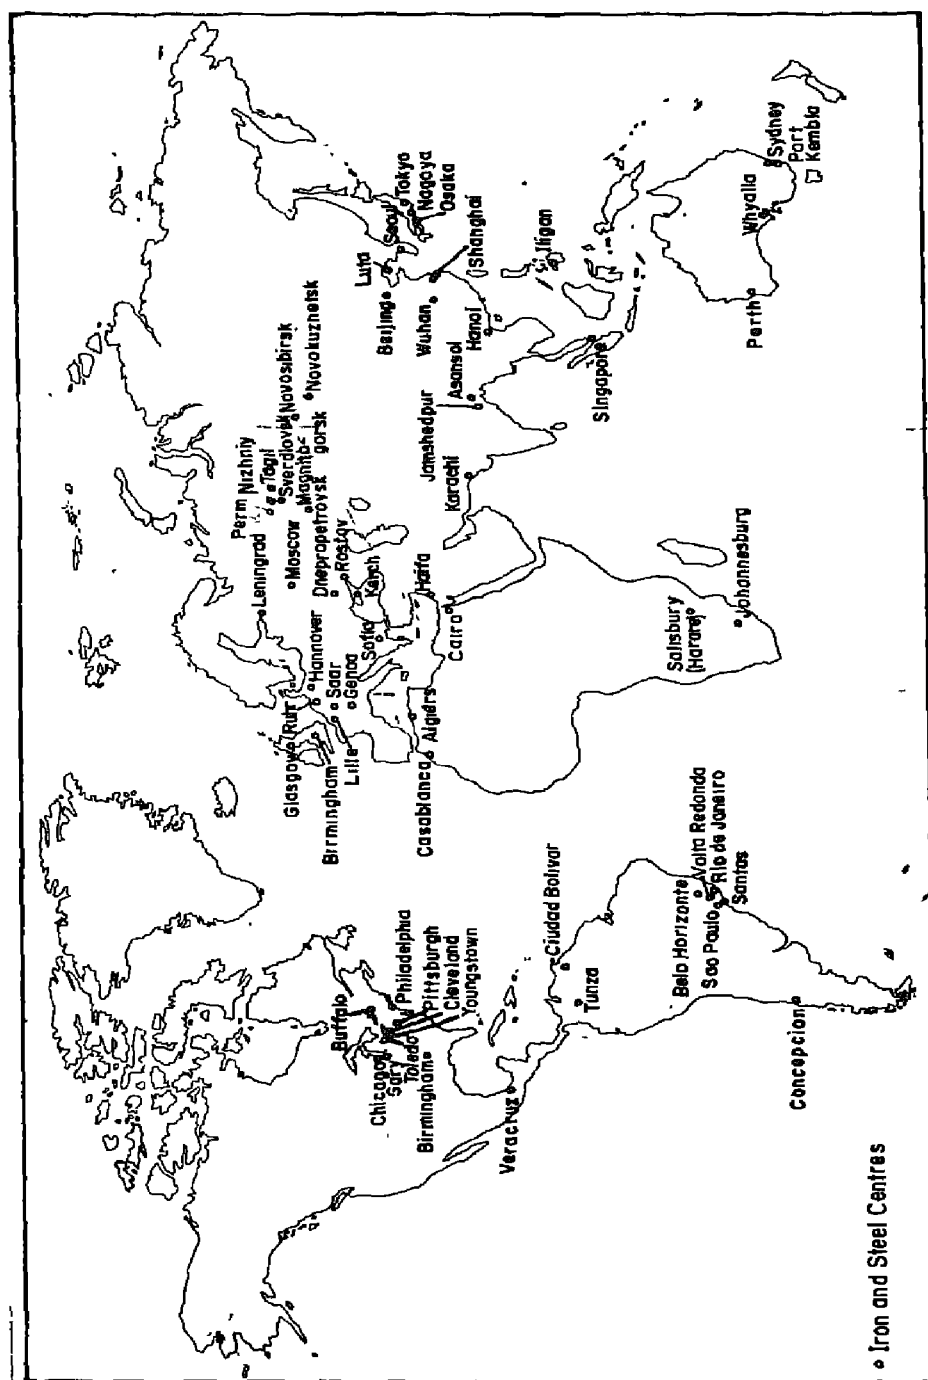 Glasgow
Ruhr
Hannover
Saar
Genoa
Birmingham
Lille
Sofia
Leningrad
Moscow
Dnepropetrovsk
Rostov
Kerch
Perm
Nizhniy
Tagil
Sverdlovsk
Magnito-
gorsk
Novosibirsk
Novokuznetsk
Casablanca
Algiers
Haifa
Cairo
Salisbury
(Harare)
Johannesburg
Karachi
Jamshedpur
Asansol
Beijing
Luta
Seoul
Tokyo
Nagoya
Osaka
Wuhan
Shanghai
Hanoi
Iligan
Singapore
Perth
Whyalla
Sydney
Port
Kembla
Buffalo
Chicago
Gary
Toledo
Birmingham
Philadelphia
Pittsburgh
Cleveland
Youngstown
Veracruz
Ciudad Bolivar
Tunza
Belo Horizonte
Sao Paulo
Volta Redonda
Rio de Janeiro
Santos
Concepcion
Iron and Steel Centres